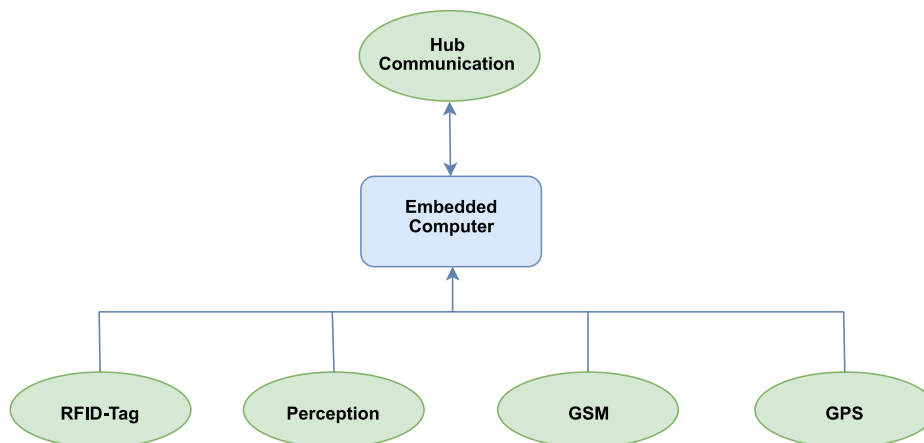 Hub
Communication
Embedded
Computer
RFID-Tag
Perception
GSM
GPS